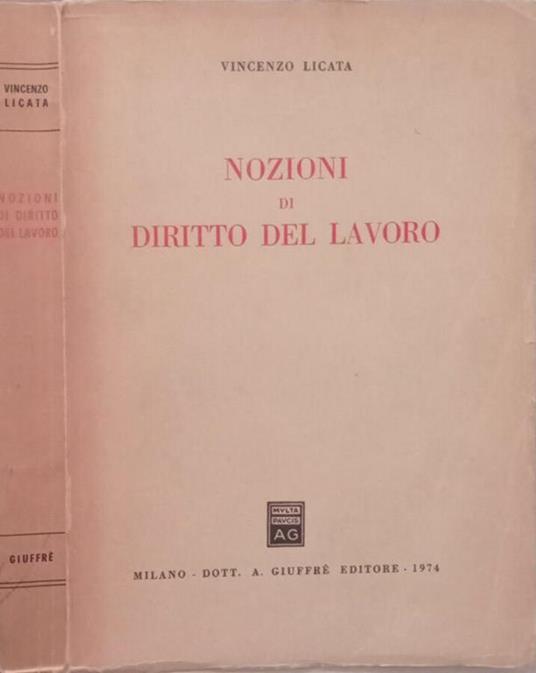 VINCENZO
LICATA
NOZIONI
DI DIRITTO
DEL LAVORO
GIUFFRÈ
VINCENZO LICATA
NOZIONI
DI
DIRITTO DEL LAVORO
MVLTA
PAVCIS
AG
MILANO - DOTT. A. GIUFFRÈ EDITORE - 1974